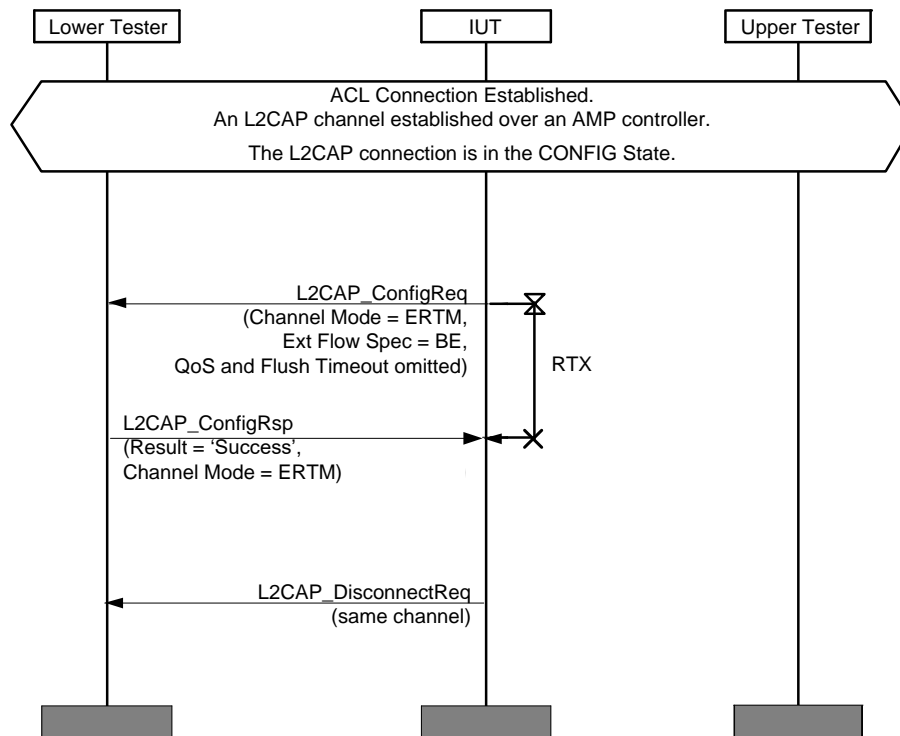 Lower Tester
IUT
Upper Tester
ACL Connection Established.
An L2CAP channel established over an AMP controller.
The L2CAP connection is in the CONFIG State.
L2CAP_ConfigReq
(Channel Mode = ERTM,
Ext Flow Spec = BE,
QoS and Flush Timeout omitted)
RTX
L2CAP_ConfigRsp
(Result = ‘Success’,
Channel Mode = ERTM)
L2CAP_DisconnectReq
(same channel)